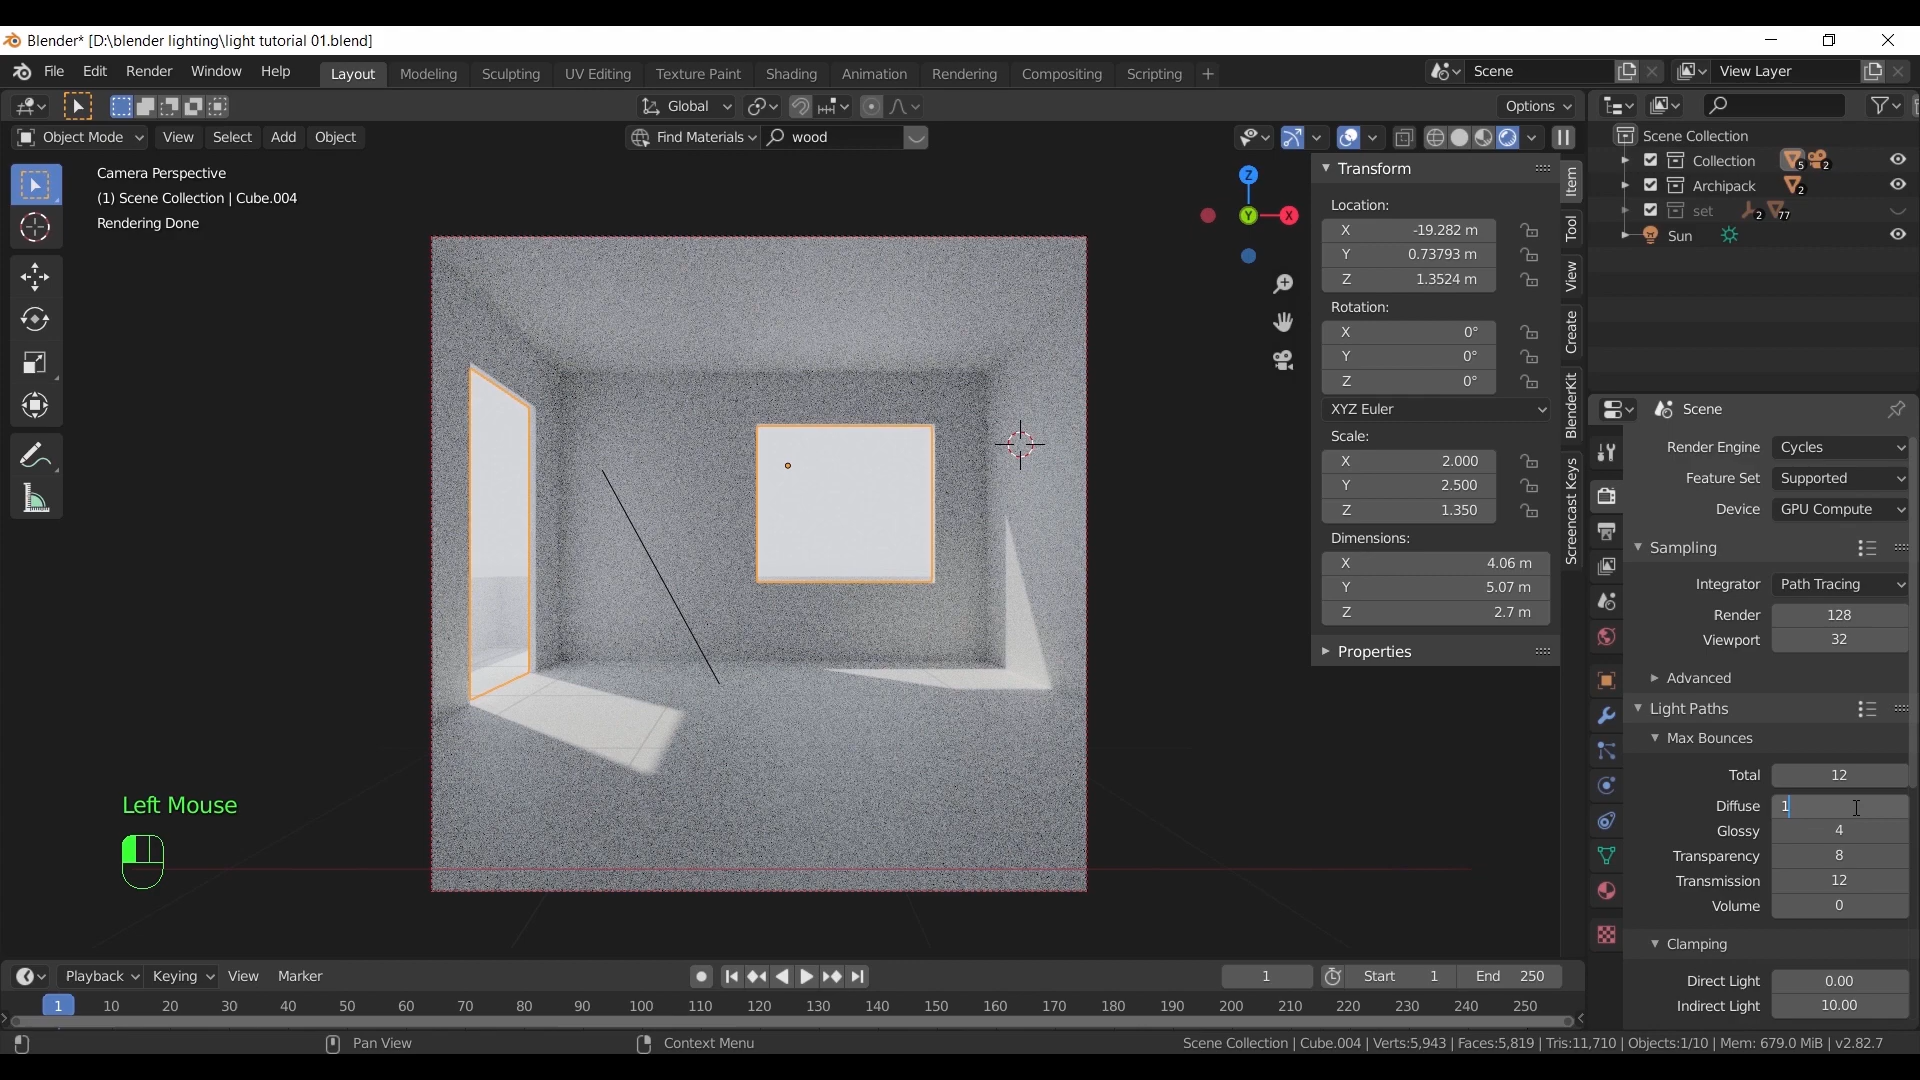 Blender* [D:\blender lighting\light tutorial 01.blend]
File Edit Render Window Help
Layout Modeling Sculpting UV Editing Texture Paint Shading Animation Rendering Compositing Scripting +
Scene
View Layer
Global
Options
Object Mode View Select Add Object
Find Materials wood
Camera Perspective
(1) Scene Collection | Cube.004
Rendering Done
Z
Y
X
Transform
Location:
X -19.282 m
Y 0.73793 m
Z 1.3524 m
Rotation:
X 0°
Y 0°
Z 0°
XYZ Euler
Scale:
X 2.000
Y 2.500
Z 1.350
Dimensions:
X 4.06 m
Y 5.07 m
Z 2.7 m
Properties
Item
Tool
View
Create
BlenderKit
Screencast Keys
Scene Collection
Collection 5 2
Archipack 2
set 2 77
Sun
Scene
Render Engine Cycles
Feature Set Supported
Device GPU Compute
Sampling
Integrator Path Tracing
Render 128
Viewport 32
Advanced
Light Paths
Max Bounces
Total 12
Diffuse 1
Glossy 4
Transparency 8
Transmission 12
Volume 0
Clamping
Direct Light 0.00
Indirect Light 10.00
Left Mouse
Playback Keying View Marker
1
Start 1
End 250
1 10 20 30 40 50 60 70 80 90 100 110 120 130 140 150 160 170 180 190 200 210 220 230 240 250
Pan View
Context Menu
Scene Collection | Cube.004 | Verts:5,943 | Faces:5,819 | Tris:11,710 | Objects:1/10 | Mem: 679.0 MiB | v2.82.7